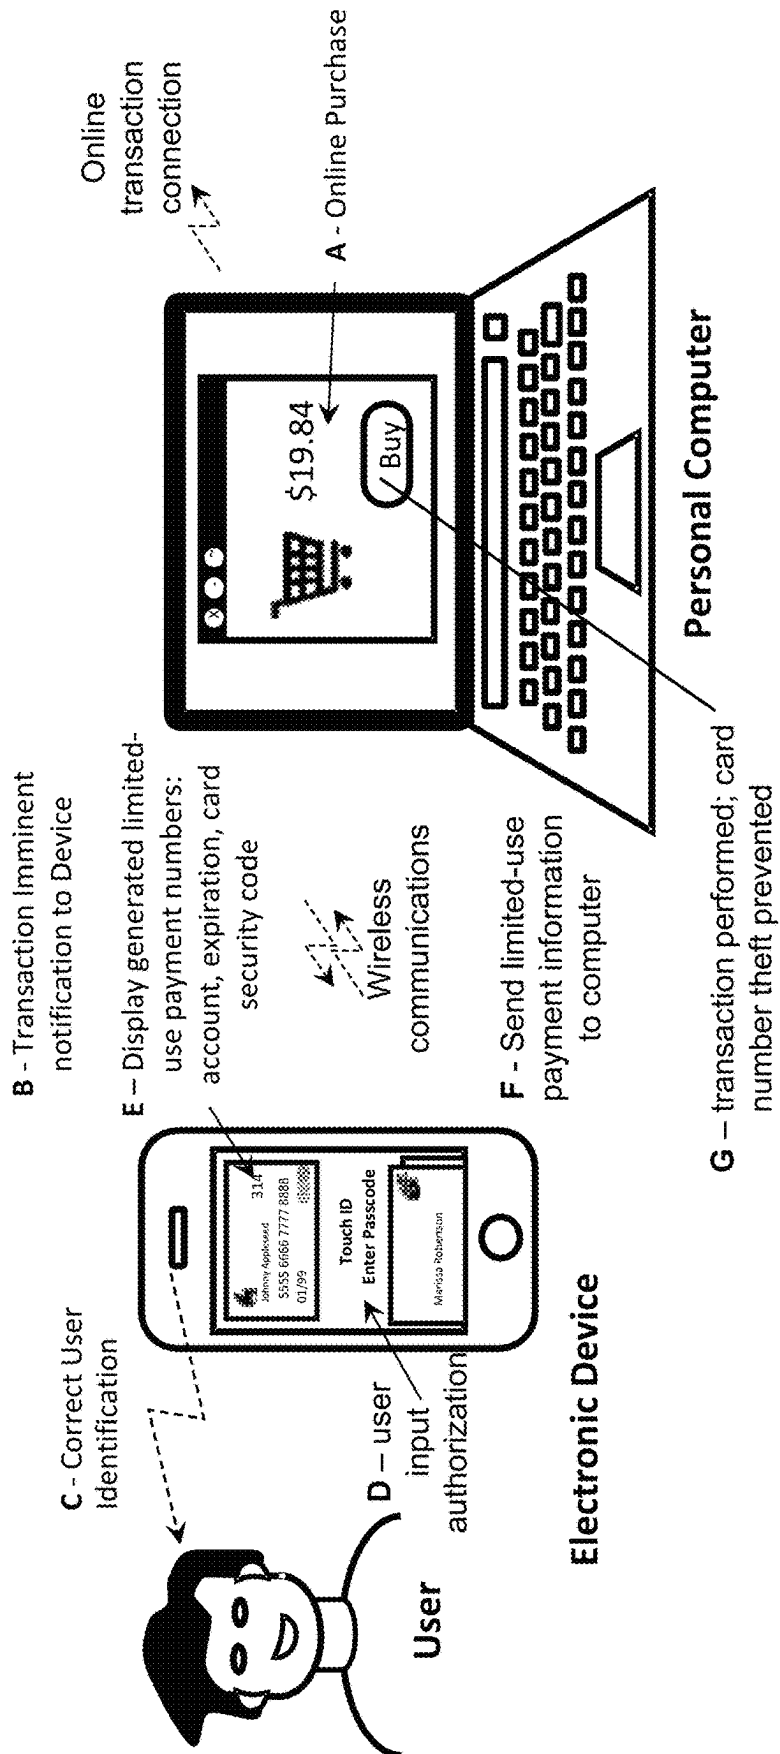 B - Transaction Imminent
notification to Device
C - Correct User
Identification
E – Display generated limited-
use payment numbers:
account, expiration, card
security code
Online
transaction
connection
Wireless
communications
A - Online Purchase
$19.84
Buy
X
-
~
314
Johnny Appleseed
5555 6666 7777 8888
01/99
Touch ID
Enter Passcode
Marissa Robertson
D – user
input
authorization
F - Send limited-use
payment information
to computer
User
Electronic Device
Personal Computer
G – transaction performed; card
number theft prevented